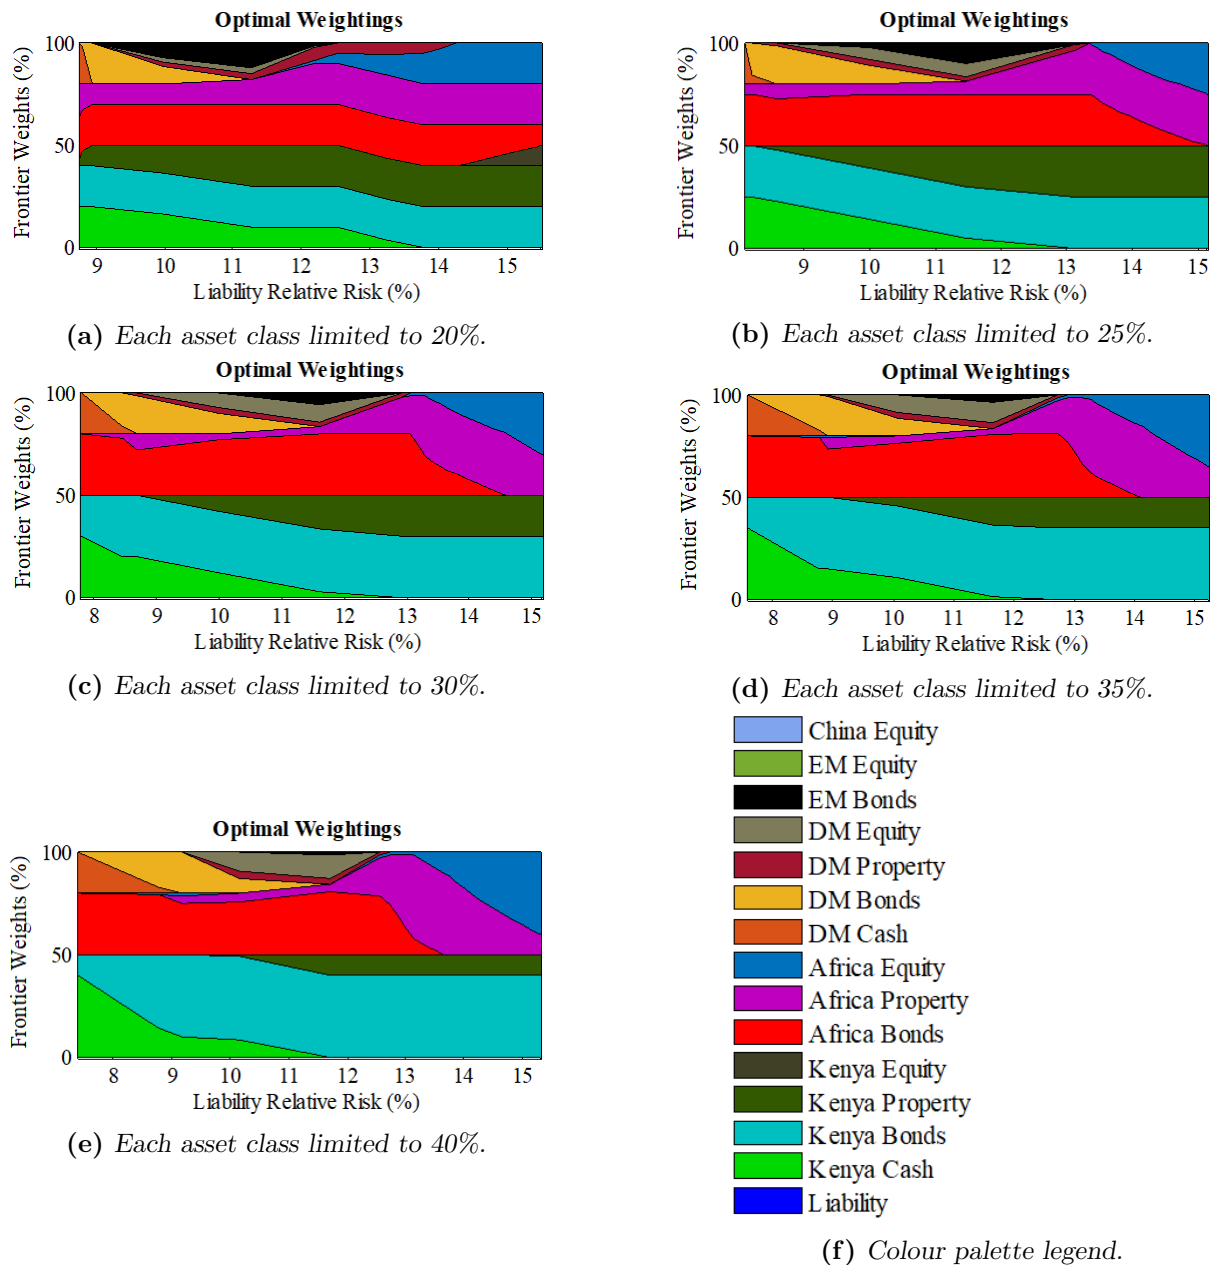 Optimal Weightings
Frontier Weights (%)
100
50
0
9 10 11 12 13 14 15
Liability Relative Risk (%)
(a) Each asset class limited to 20%.
Optimal Weightings
Frontier Weights (%)
100
50
0
9 10 11 12 13 14 15
Liability Relative Risk (%)
(b) Each asset class limited to 25%.
Optimal Weightings
Frontier Weights (%)
100
50
0
8 9 10 11 12 13 14 15
Liability Relative Risk (%)
(c) Each asset class limited to 30%.
Optimal Weightings
Frontier Weights (%)
100
50
0
8 9 10 11 12 13 14 15
Liability Relative Risk (%)
(d) Each asset class limited to 35%.
Optimal Weightings
Frontier Weights (%)
100
50
0
8 9 10 11 12 13 14 15
Liability Relative Risk (%)
(e) Each asset class limited to 40%.
China Equity
EM Equity
EM Bonds
DM Equity
DM Property
DM Bonds
DM Cash
Africa Equity
Africa Property
Africa Bonds
Kenya Equity
Kenya Property
Kenya Bonds
Kenya Cash
Liability
(f) Colour palette legend.